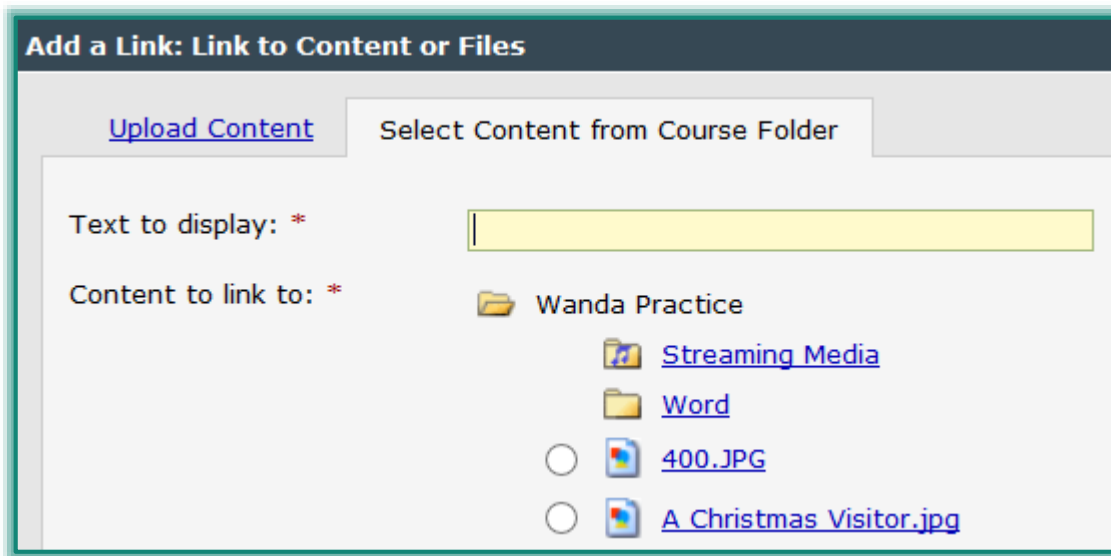 Add a Link: Link to Content or Files
Upload Content Select Content from Course Folder
Text to display: *
Content to link to: * Wanda Practice
Streaming Media
Word
400.JPG
A Christmas Visitor.jpg